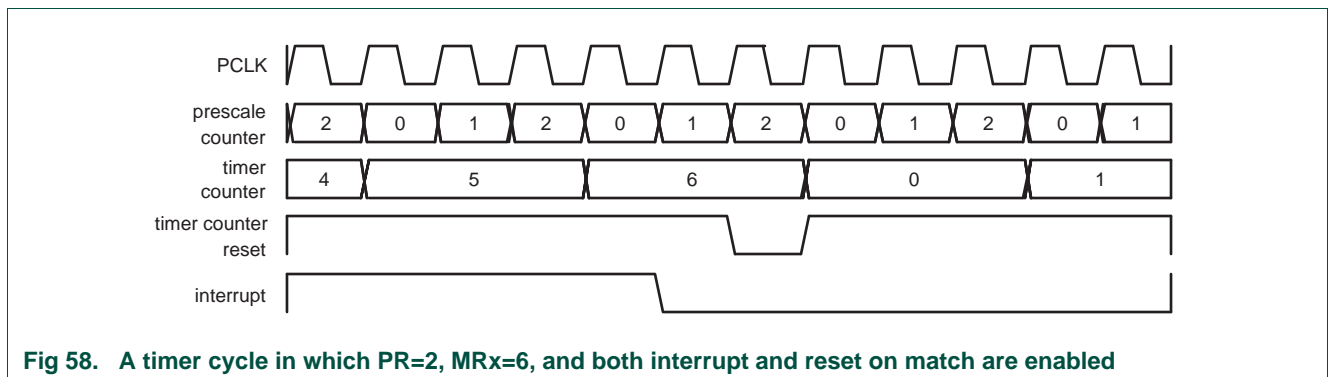 PCLK
prescale
counter
2 0 1 2 0 1 2 0 1 2 0 1
timer
counter
4 5 6 0 1
timer counter
reset
interrupt
Fig 58. A timer cycle in which PR=2, MRx=6, and both interrupt and reset on match are enabled